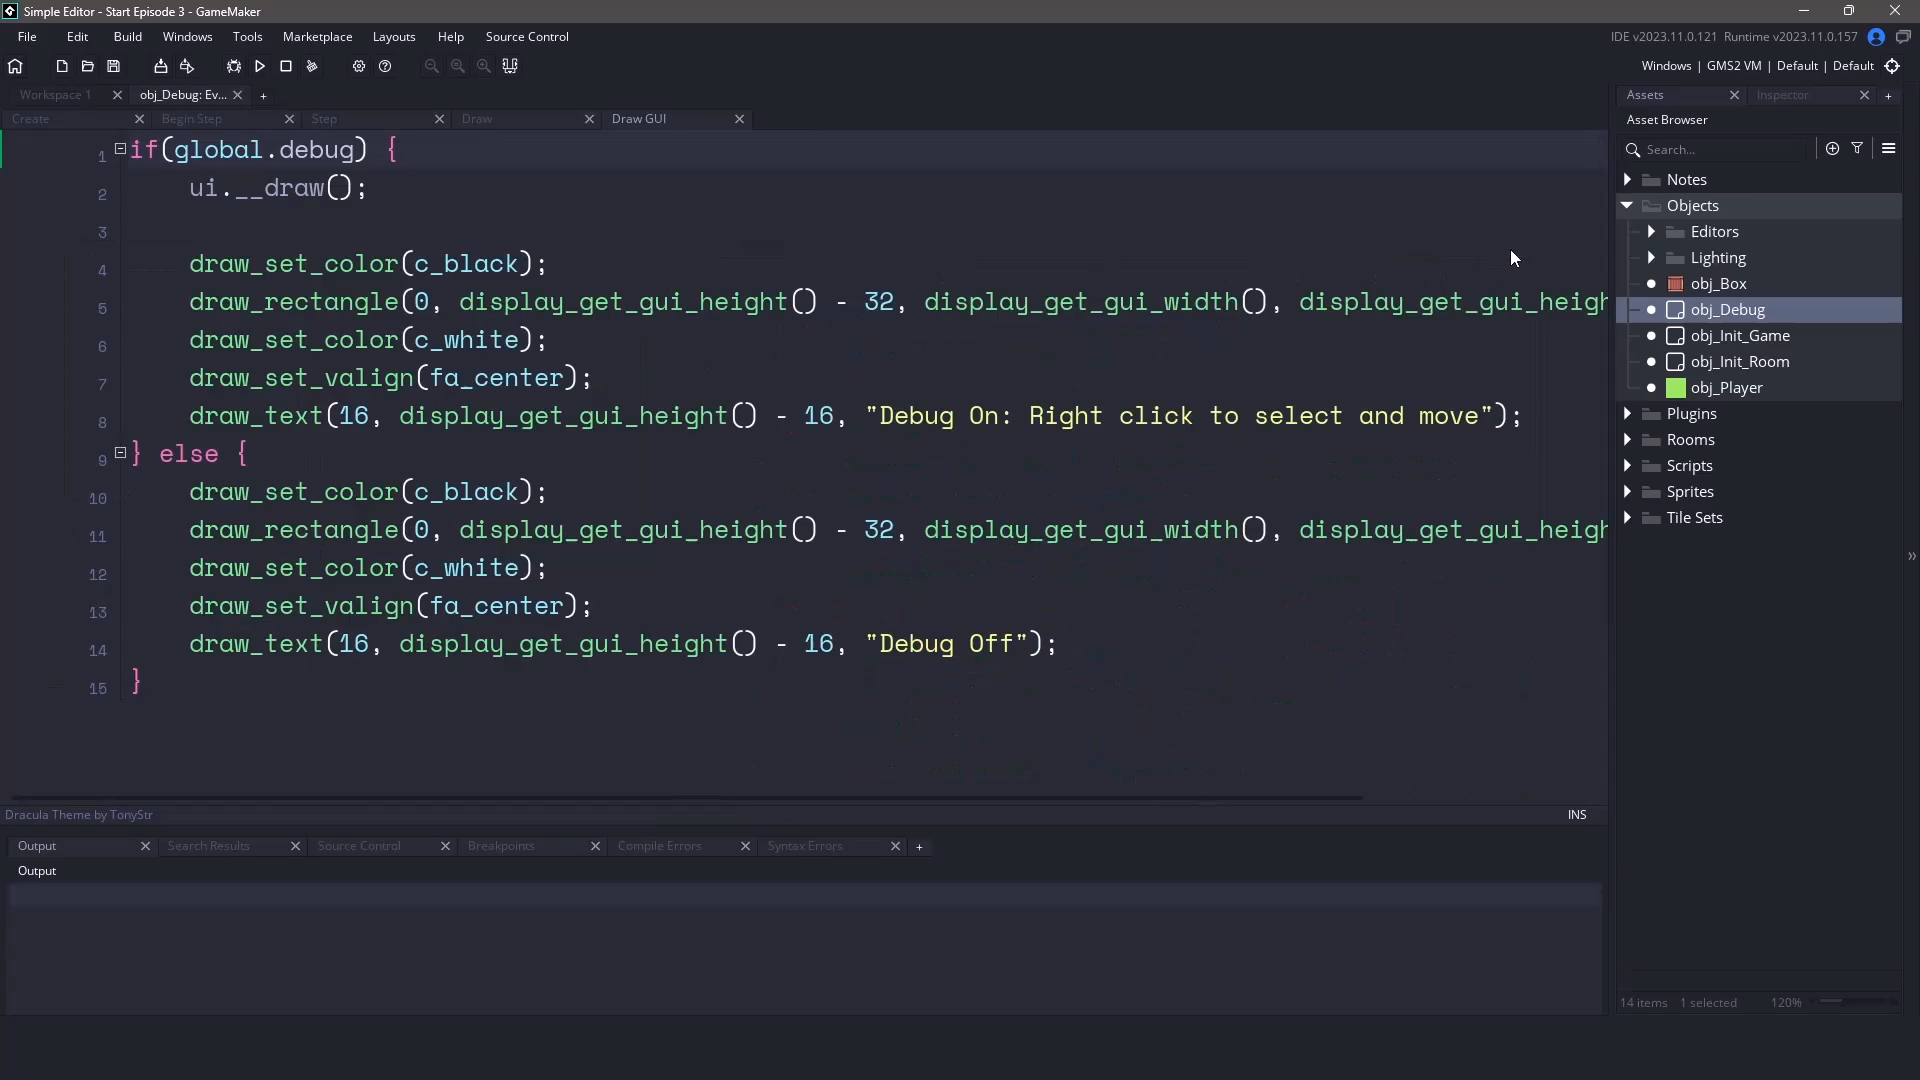 Simple Editor - Start Episode 3 - GameMaker
File Edit Build Windows Tools Marketplace Layouts Help Source Control
IDE v2023.11.0.121 Runtime v2023.11.0.157
Windows | GMS2 VM | Default | Default
Workspace 1 obj_Debug: Ev... +
Create Begin Step Step Draw Draw GUI
1 if(global.debug) {
2 ui.__draw();
3
4 draw_set_color(c_black);
5 draw_rectangle(0, display_get_gui_height() - 32, display_get_gui_width(), display_get_gui_heigh
6 draw_set_color(c_white);
7 draw_set_valign(fa_center);
8 draw_text(16, display_get_gui_height() - 16, "Debug On: Right click to select and move");
9 } else {
10 draw_set_color(c_black);
11 draw_rectangle(0, display_get_gui_height() - 32, display_get_gui_width(), display_get_gui_heigh
12 draw_set_color(c_white);
13 draw_set_valign(fa_center);
14 draw_text(16, display_get_gui_height() - 16, "Debug Off");
15 }
Dracula Theme by TonyStr INS
Output Search Results Source Control Breakpoints Compile Errors Syntax Errors +
Output
Assets Inspector +
Asset Browser
Search...
Notes
Objects
Editors
Lighting
obj_Box
obj_Debug
obj_Init_Game
obj_Init_Room
obj_Player
Plugins
Rooms
Scripts
Sprites
Tile Sets
14 items 1 selected 120%